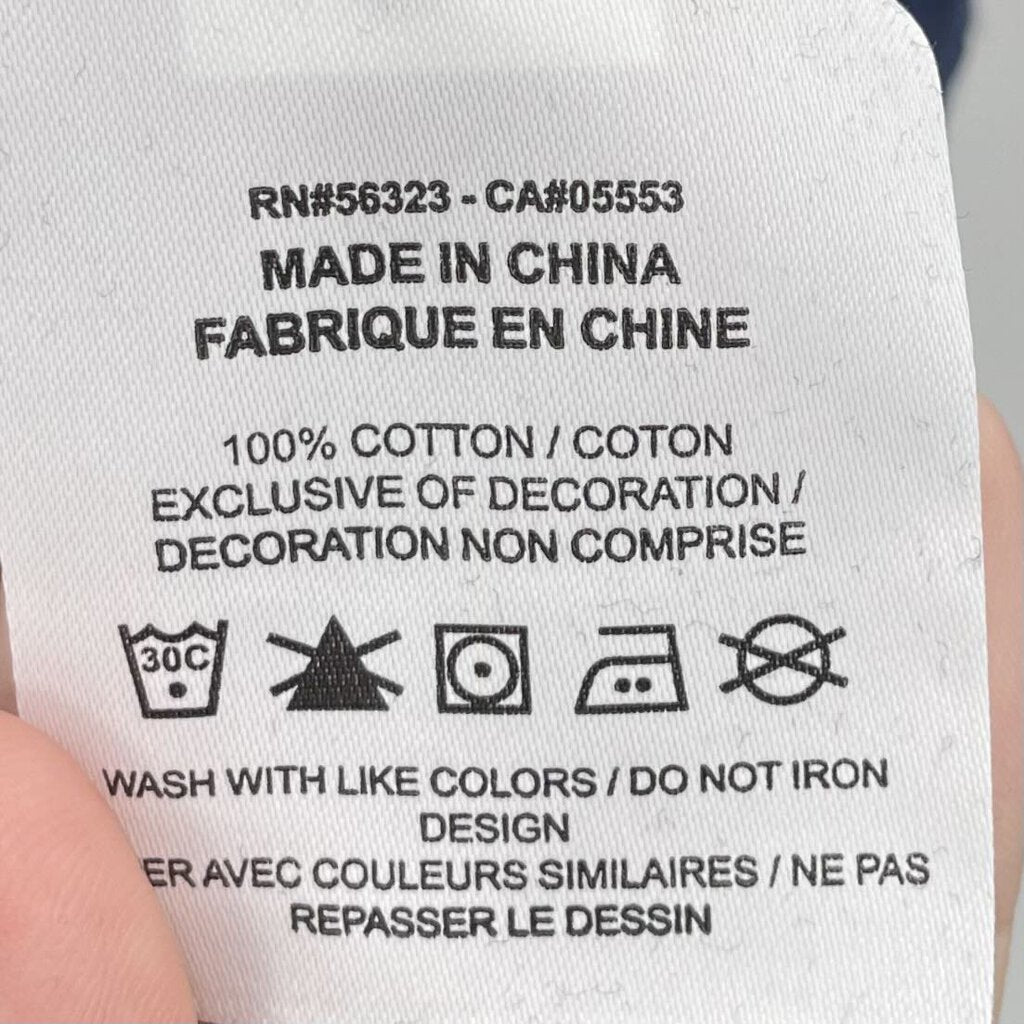 RN#56323 - CA#05553
MADE IN CHINA
FABRIQUE EN CHINE
100% COTTON / COTON
EXCLUSIVE OF DECORATION /
DECORATION NON COMPRISE
30C
WASH WITH LIKE COLORS / DO NOT IRON
DESIGN
AVEC COULEURS SIMILAIRES / NE PAS
REPASSER LE DESSIN